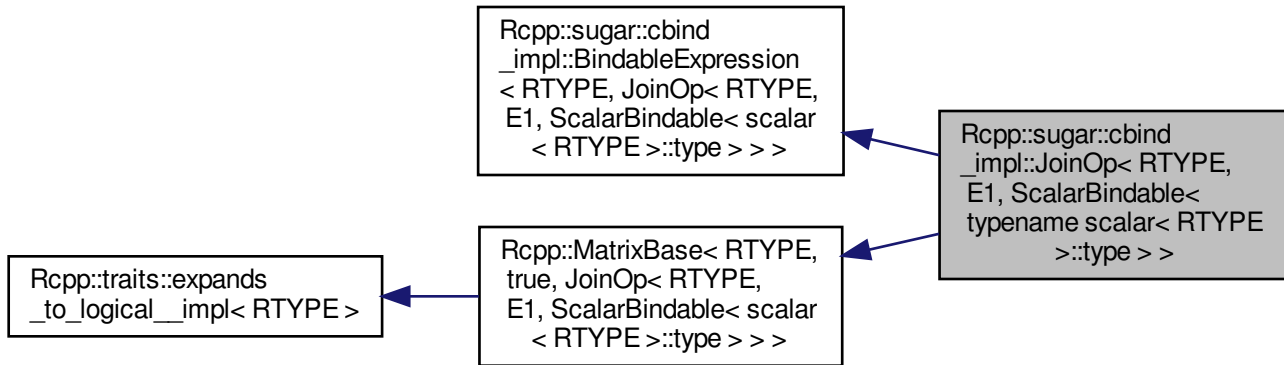 Rcpp::sugar::cbind
_impl::BindableExpression
< RTYPE, JoinOp< RTYPE,
E1, ScalarBindable< scalar
< RTYPE >::type > > >
Rcpp::sugar::cbind
_impl::JoinOp< RTYPE,
E1, ScalarBindable<
typename scalar< RTYPE
>::type > >
Rcpp::MatrixBase< RTYPE,
true, JoinOp< RTYPE,
E1, ScalarBindable< scalar
< RTYPE >::type > > >
Rcpp::traits::expands
_to_logical__impl< RTYPE >